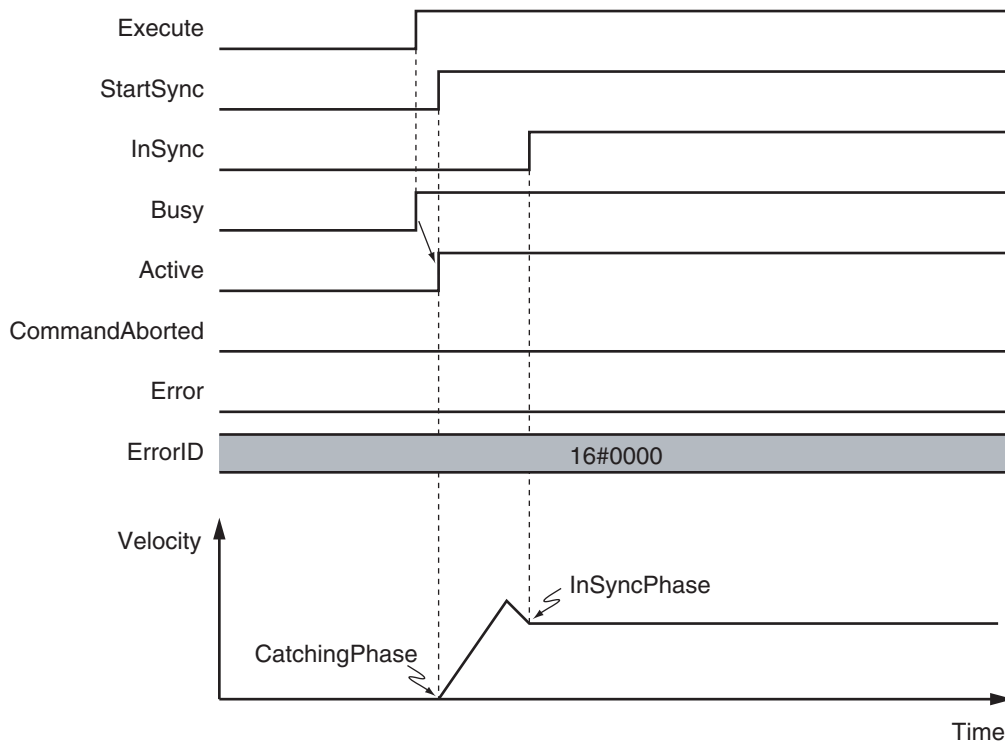 Execute
StartSync
InSync
Busy
Active
CommandAborted
Error
ErrorID
16#0000
Velocity
InSyncPhase
CatchingPhase
Time